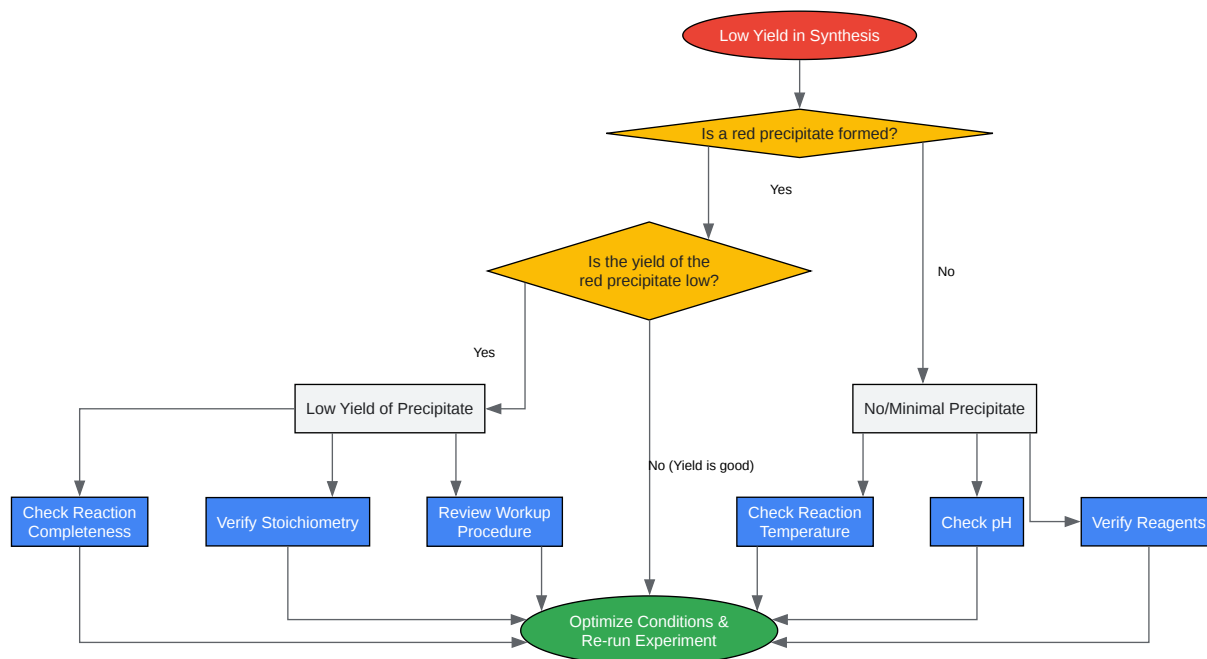 Low Yield in Synthesis
Is a red precipitate formed?
Yes
Is the yield of the
red precipitate low?
No
Yes
Low Yield of Precipitate
No/Minimal Precipitate
No (Yield is good)
Check Reaction
Completeness
Verify Stoichiometry
Review Workup
Procedure
Check Reaction
Temperature
Check pH
Verify Reagents
Optimize Conditions &
Re-run Experiment